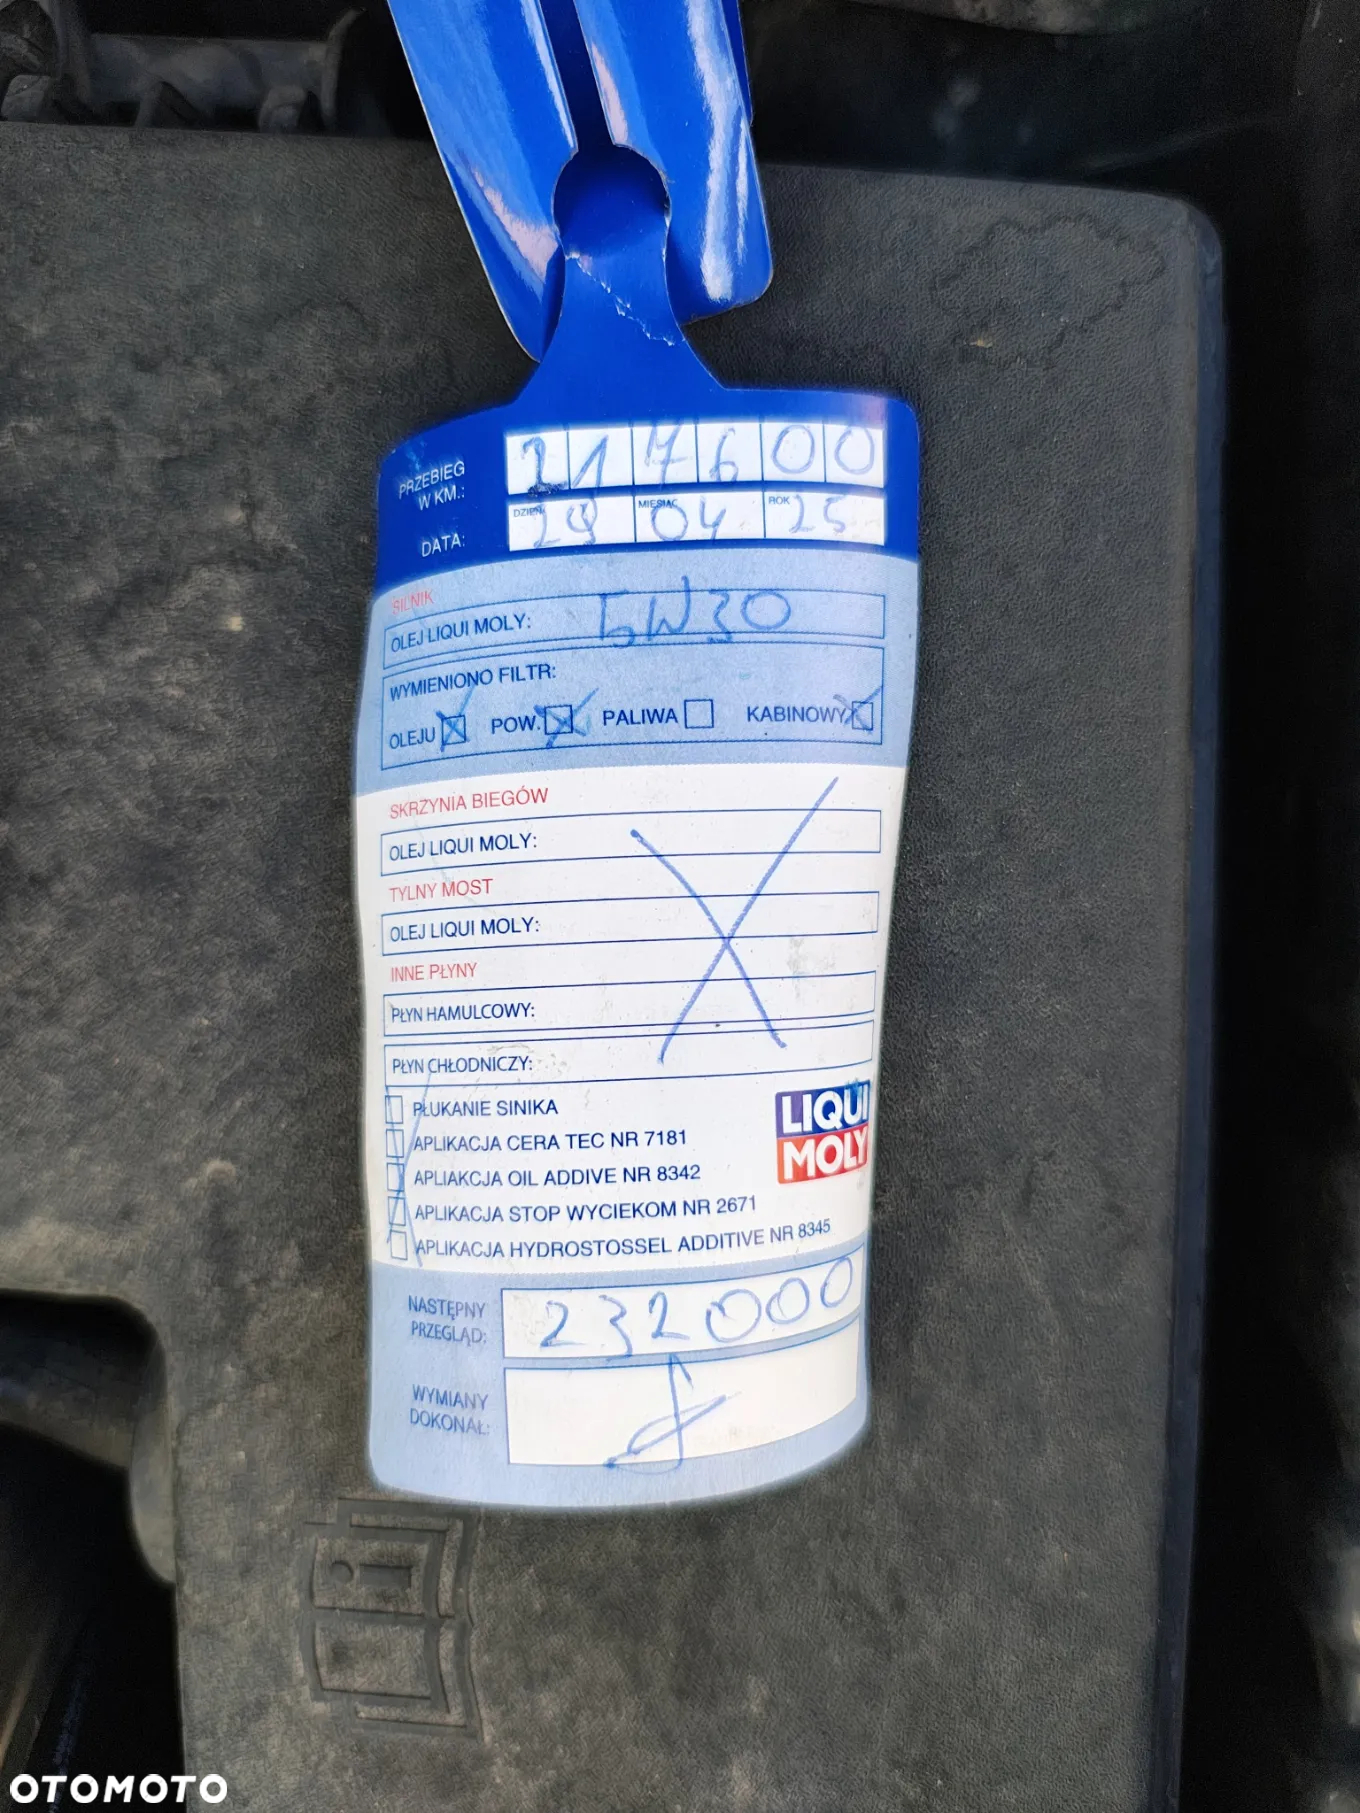 PRZEBIEG W KM.: 217600
DZIEŃ MIESIĄC ROK
DATA: 29 04 25
SILNIK
OLEJ LIQUI MOLY: 5W30
WYMIENIONO FILTR:
OLEJU POW. PALIWA KABINOWY
SKRZYNIA BIEGÓW
OLEJ LIQUI MOLY:
TYLNY MOST
OLEJ LIQUI MOLY:
INNE PŁYNY
PŁYN HAMULCOWY:
PŁYN CHŁODNICZY:
PŁUKANIE SINIKA
APLIKACJA CERA TEC NR 7181
APLIAKCJA OIL ADDIVE NR 8342
APLIKACJA STOP WYCIEKOM NR 2671
APLIKACJA HYDROSTOSSEL ADDITIVE NR 8345
LIQUI
MOLY
NASTĘPNY PRZEGLĄD: 232000
WYMIANY DOKONAŁ:
OTOMOTO